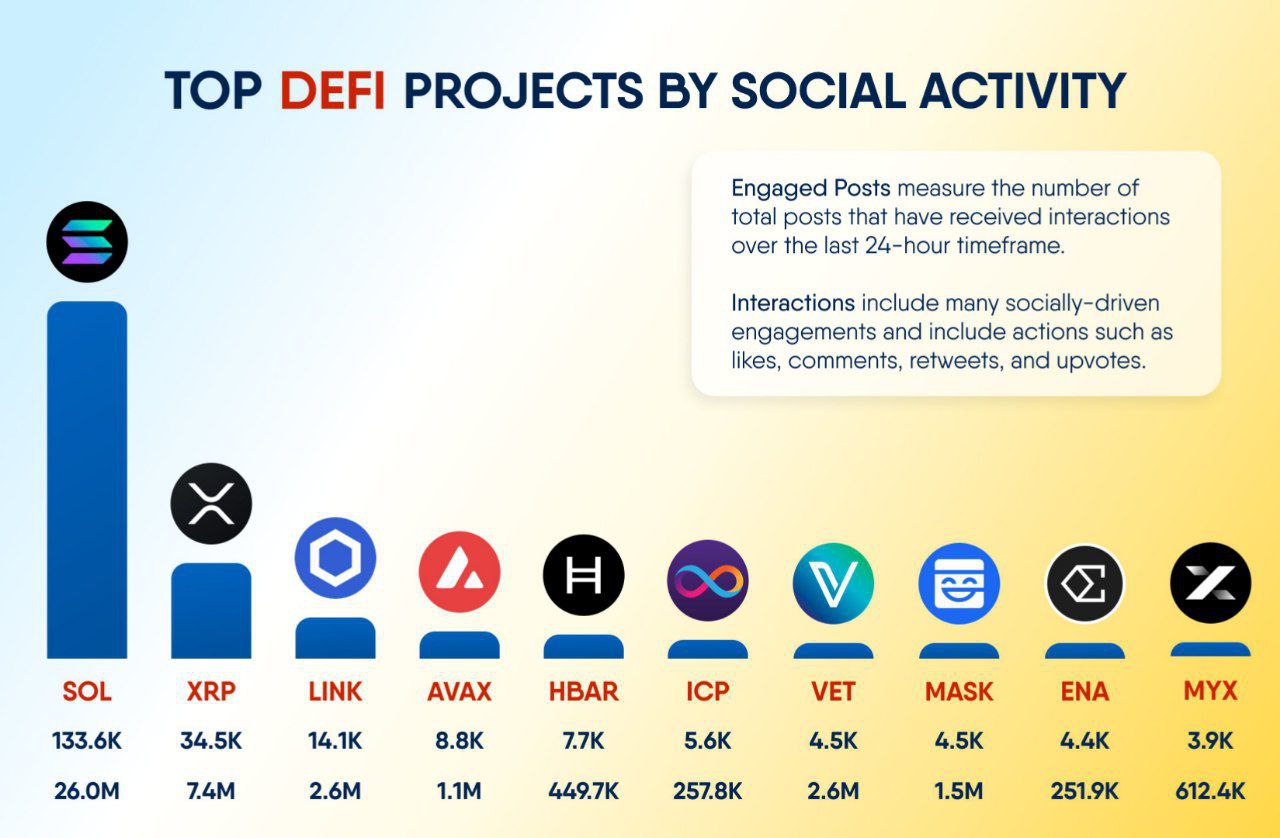 TOP DEFI PROJECTS BY SOCIAL ACTIVITY
Engaged Posts measure the number of
total posts that have received interactions
over the last 24-hour timeframe.
Interactions include many socially-driven
engagements and include actions such as
likes, comments, retweets, and upvotes.
SOL XRP LINK AVAX HBAR ICP VET MASK ENA MYX
133.6K 34.5K 14.1K 8.8K 7.7K 5.6K 4.5K 4.5K 4.4K 3.9K
26.0M 7.4M 2.6M 1.1M 449.7K 257.8K 2.6M 1.5M 251.9K 612.4K